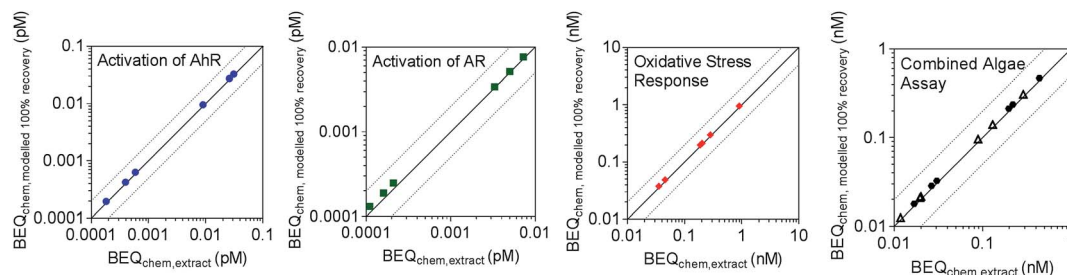 BEQchem,modelled 100% recovery (pM)
Activation of AhR
0.1
0.01
0.001
0.0001
0.0001 0.001 0.01 0.1
BEQchem,extract (pM)
BEQchem, modelled 100% recovery (pM)
Activation of AR
0.01
0.001
0.0001
0.0001 0.001 0.01
BEQchem,extract (pM)
BEQchem, modelled 100% recovery (nM)
Oxidative Stress
Response
10
1
0.1
0.01
0.01 0.1 1 10
BEQchem,extract (nM)
BEQchem, modelled 100% recovery (nM)
Combined Algae
Assay
1
0.1
0.01
0.01 0.1 1
BEQchem,extract (nM)